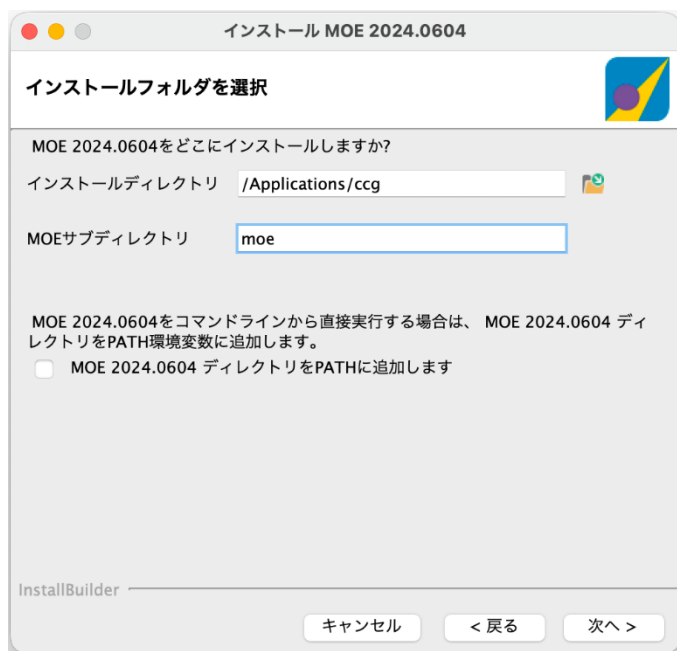 インストール MOE 2024.0604
インストールフォルダを選択
MOE 2024.0604をどこにインストールしますか?
インストールディレクトリ /Applications/ccg
MOEサブディレクトリ moe
MOE 2024.0604をコマンドラインから直接実行する場合は、 MOE 2024.0604 ディ
レクトリをPATH環境変数に追加します。
MOE 2024.0604 ディレクトリをPATHに追加します
InstallBuilder
キャンセル < 戻る 次へ >